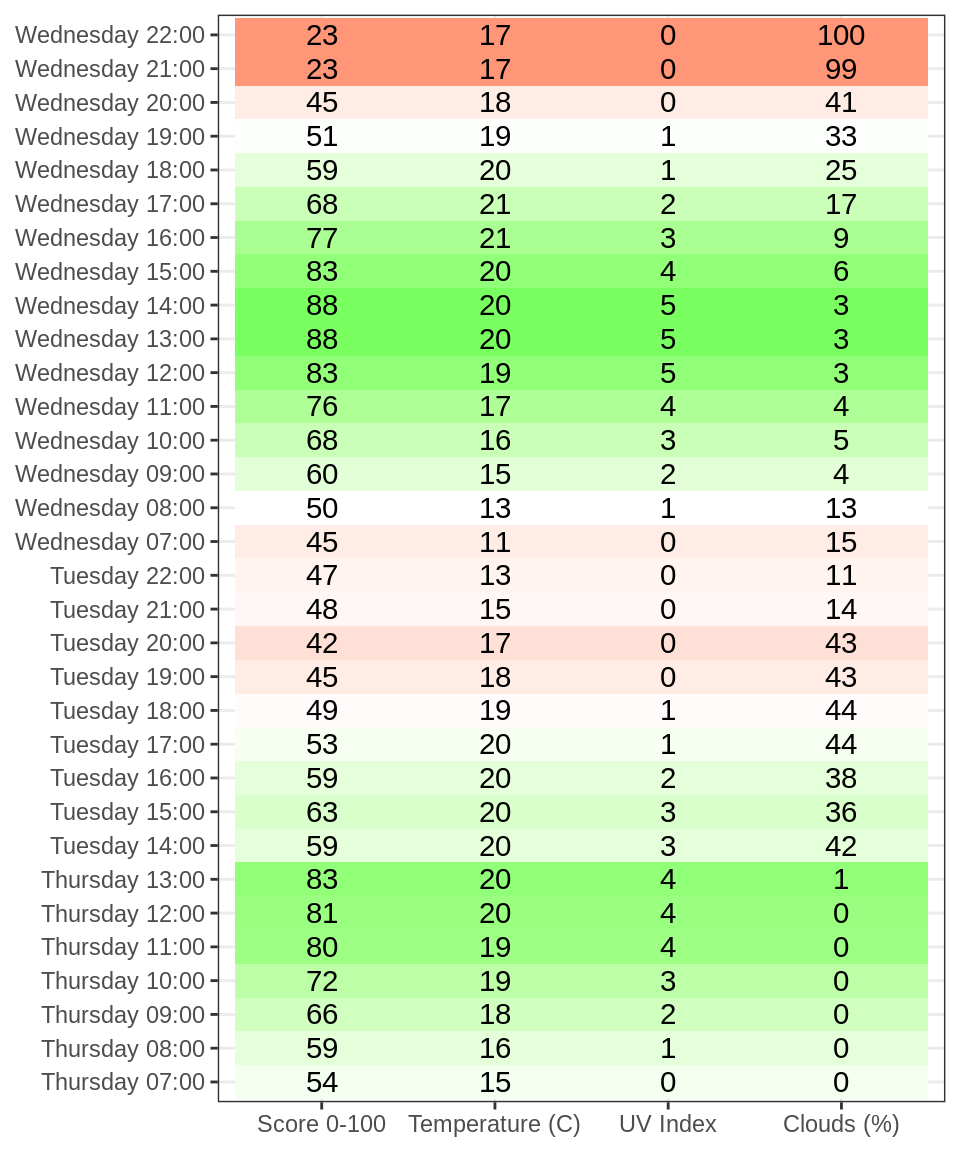 Wednesday 22:00 23 17 0 100
Wednesday 21:00 23 17 0 99
Wednesday 20:00 45 18 0 41
Wednesday 19:00 51 19 1 33
Wednesday 18:00 59 20 1 25
Wednesday 17:00 68 21 2 17
Wednesday 16:00 77 21 3 9
Wednesday 15:00 83 20 4 6
Wednesday 14:00 88 20 5 3
Wednesday 13:00 88 20 5 3
Wednesday 12:00 83 19 5 3
Wednesday 11:00 76 17 4 4
Wednesday 10:00 68 16 3 5
Wednesday 09:00 60 15 2 4
Wednesday 08:00 50 13 1 13
Wednesday 07:00 45 11 0 15
Tuesday 22:00 47 13 0 11
Tuesday 21:00 48 15 0 14
Tuesday 20:00 42 17 0 43
Tuesday 19:00 45 18 0 43
Tuesday 18:00 49 19 1 44
Tuesday 17:00 53 20 1 44
Tuesday 16:00 59 20 2 38
Tuesday 15:00 63 20 3 36
Tuesday 14:00 59 20 3 42
Thursday 13:00 83 20 4 1
Thursday 12:00 81 20 4 0
Thursday 11:00 80 19 4 0
Thursday 10:00 72 19 3 0
Thursday 09:00 66 18 2 0
Thursday 08:00 59 16 1 0
Thursday 07:00 54 15 0 0
Score 0-100 Temperature (C) UV Index Clouds (%)